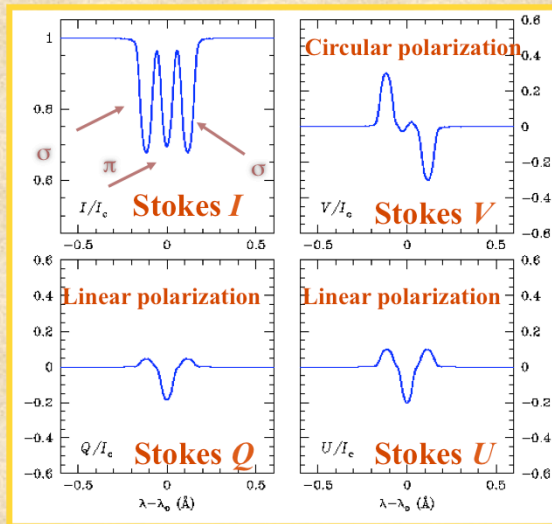 1
0.8
0.6
σ
π
σ
I/I_c
Stokes I
−0.5
0
0.5
Circular polarization
0.6
0.4
0.2
0
−0.2
−0.4
−0.6
V/I_c
Stokes V
−0.5
0
0.5
0.6
0.4
0.2
0
−0.2
−0.4
−0.6
Linear polarization
Q/I_c
Stokes Q
−0.5
0
0.5
λ−λ₀ (Å)
Linear polarization
0.6
0.4
0.2
0
−0.2
−0.4
−0.6
U/I_c
Stokes U
−0.5
0
0.5
λ−λ₀ (Å)